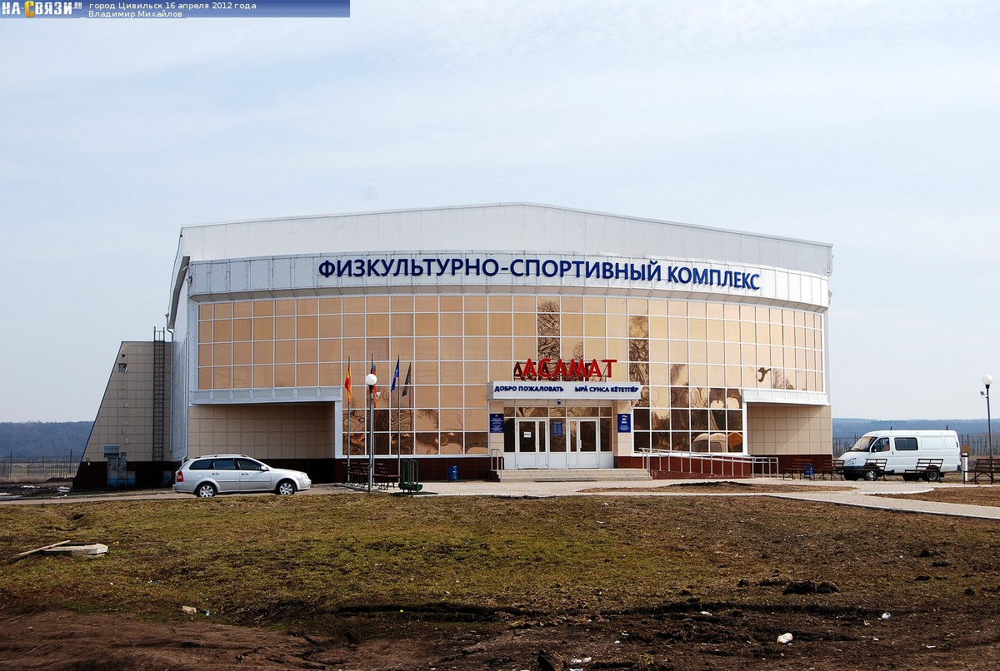 НА-СВЯЗИ.RU город Цивильск 16 апреля 2012 года
Владимир Михайлов
ФИЗКУЛЬТУРНО-СПОРТИВНЫЙ КОМПЛЕКС
АСАМАТ
ДОБРО ПОЖАЛОВАТЬ ЫРĂ СУНСА КӖТЕТПӖР